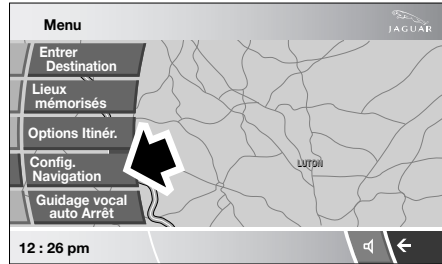 Menu
JAGUAR
Entrer
Destination
Lieux
mémorisés
Options Itinér.
Config.
Navigation
Guidage vocal
auto Arrêt
LUTON
12 : 26 pm